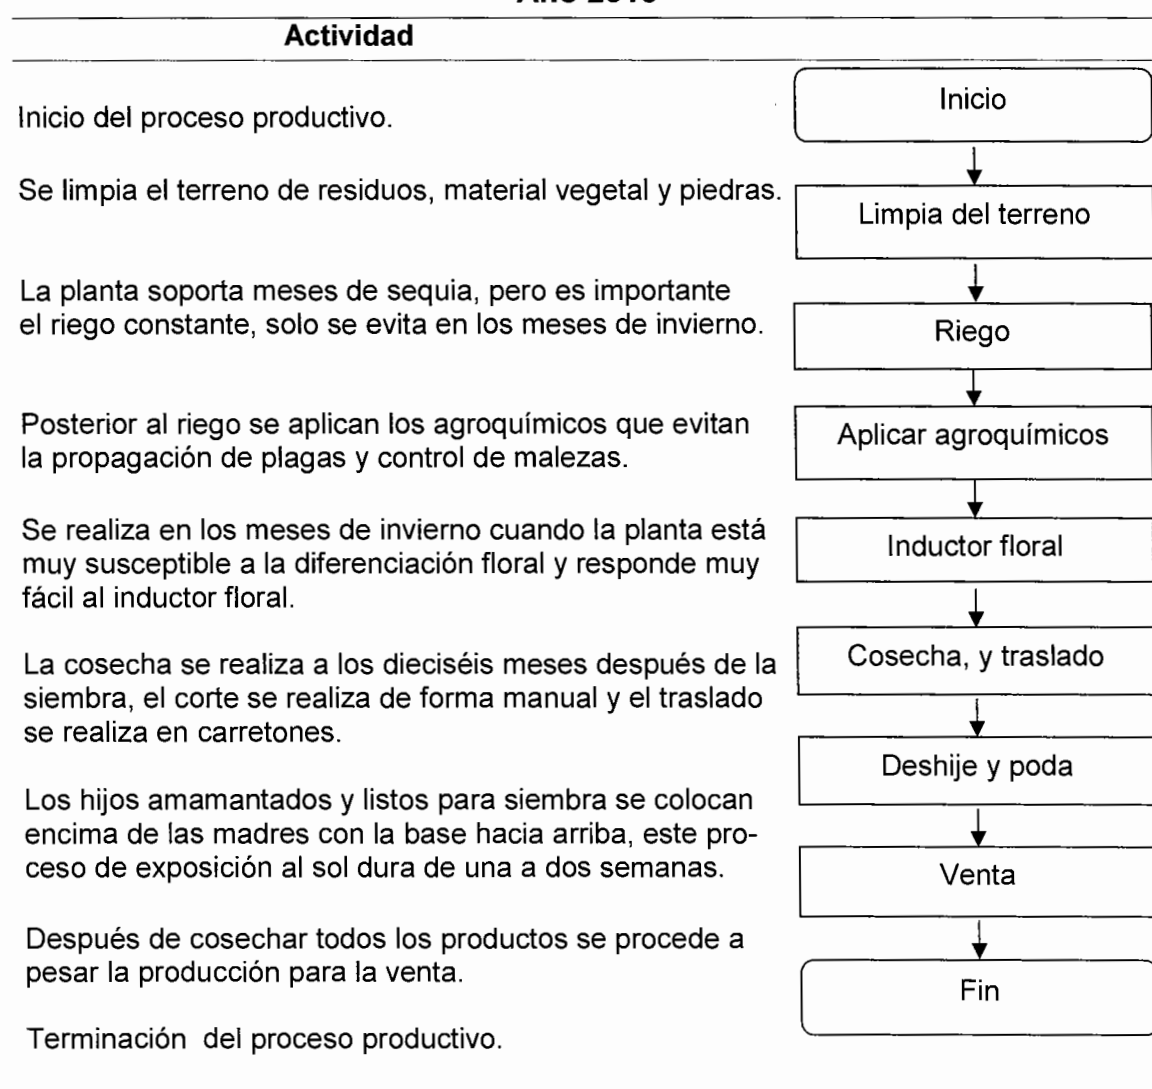 Actividad
Inicio
Inicio del proceso productivo.
Se limpia el terreno de residuos, material vegetal y piedras.
Limpia del terreno
La planta soporta meses de sequia, pero es importante
el riego constante, solo se evita en los meses de invierno.
Riego
Posterior al riego se aplican los agroquímicos que evitan
la propagación de plagas y control de malezas.
Aplicar agroquímicos
Se realiza en los meses de invierno cuando la planta está
muy susceptible a la diferenciación floral y responde muy
fácil al inductor floral.
Inductor floral
La cosecha se realiza a los dieciséis meses después de la
siembra, el corte se realiza de forma manual y el traslado
se realiza en carretones.
Cosecha, y traslado
Deshije y poda
Los hijos amamantados y listos para siembra se colocan
encima de las madres con la base hacia arriba, este pro-
ceso de exposición al sol dura de una a dos semanas.
Venta
Después de cosechar todos los productos se procede a
pesar la producción para la venta.
Fin
Terminación del proceso productivo.